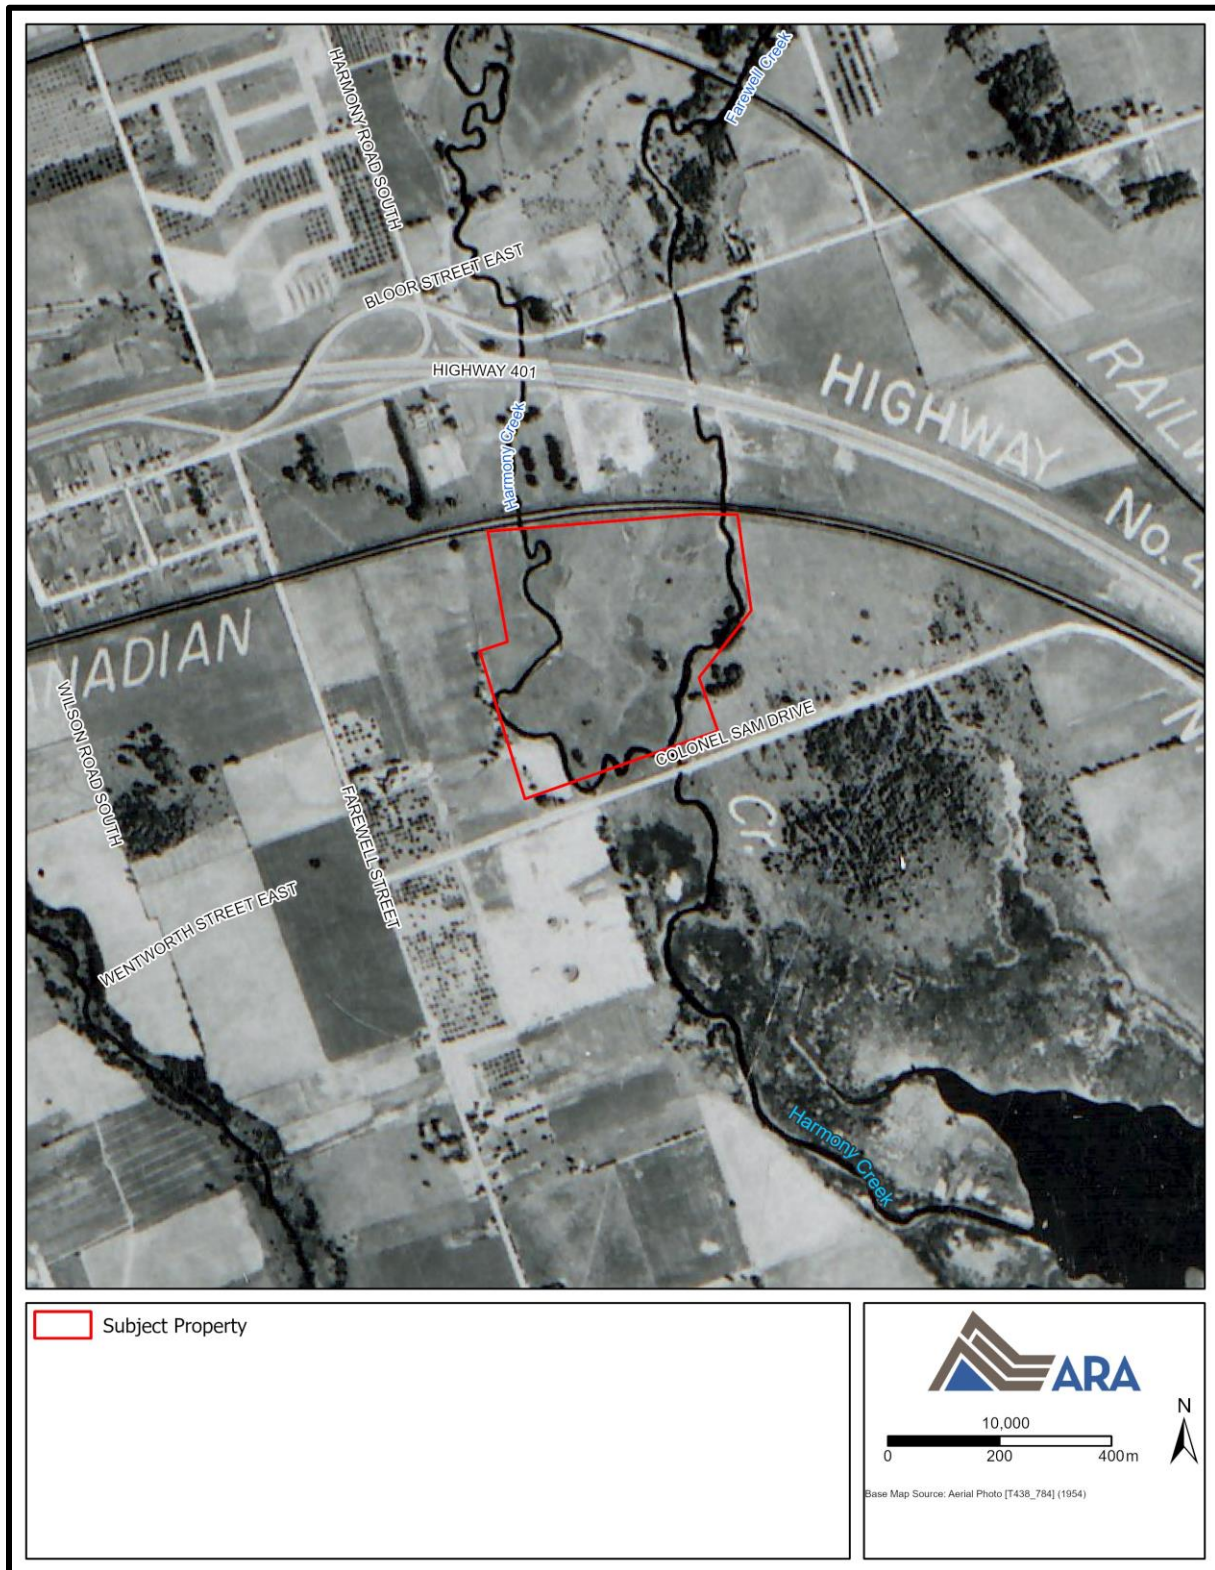 Farewell Creek
HARMONY ROAD SOUTH
BLOOR STREET EAST
HIGHWAY 401
HIGHWAY
No. 4
Harmony Creek
NADIAN
WILSON ROAD SOUTH
COLONEL SAM DRIVE
FAREWELL STREET
Cr.
WENTWORTH STREET EAST
Harmony Creek
Subject Property
ARA
10,000
0 200 400m
N
Base Map Source: Aerial Photo [T438_784] (1954)